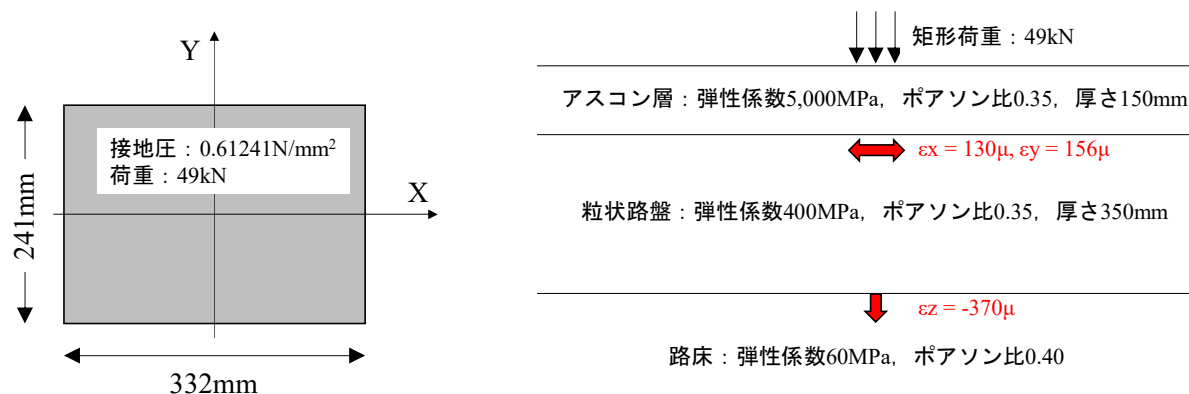 Y
接地圧：0.61241N/mm²
荷重：49kN
X
241mm
332mm
矩形荷重：49kN
アスコン層：弾性係数5,000MPa，ポアソン比0.35，厚さ150mm
εx = 130μ, εy = 156μ
粒状路盤：弾性係数400MPa，ポアソン比0.35，厚さ350mm
εz = -370μ
路床：弾性係数60MPa，ポアソン比0.40